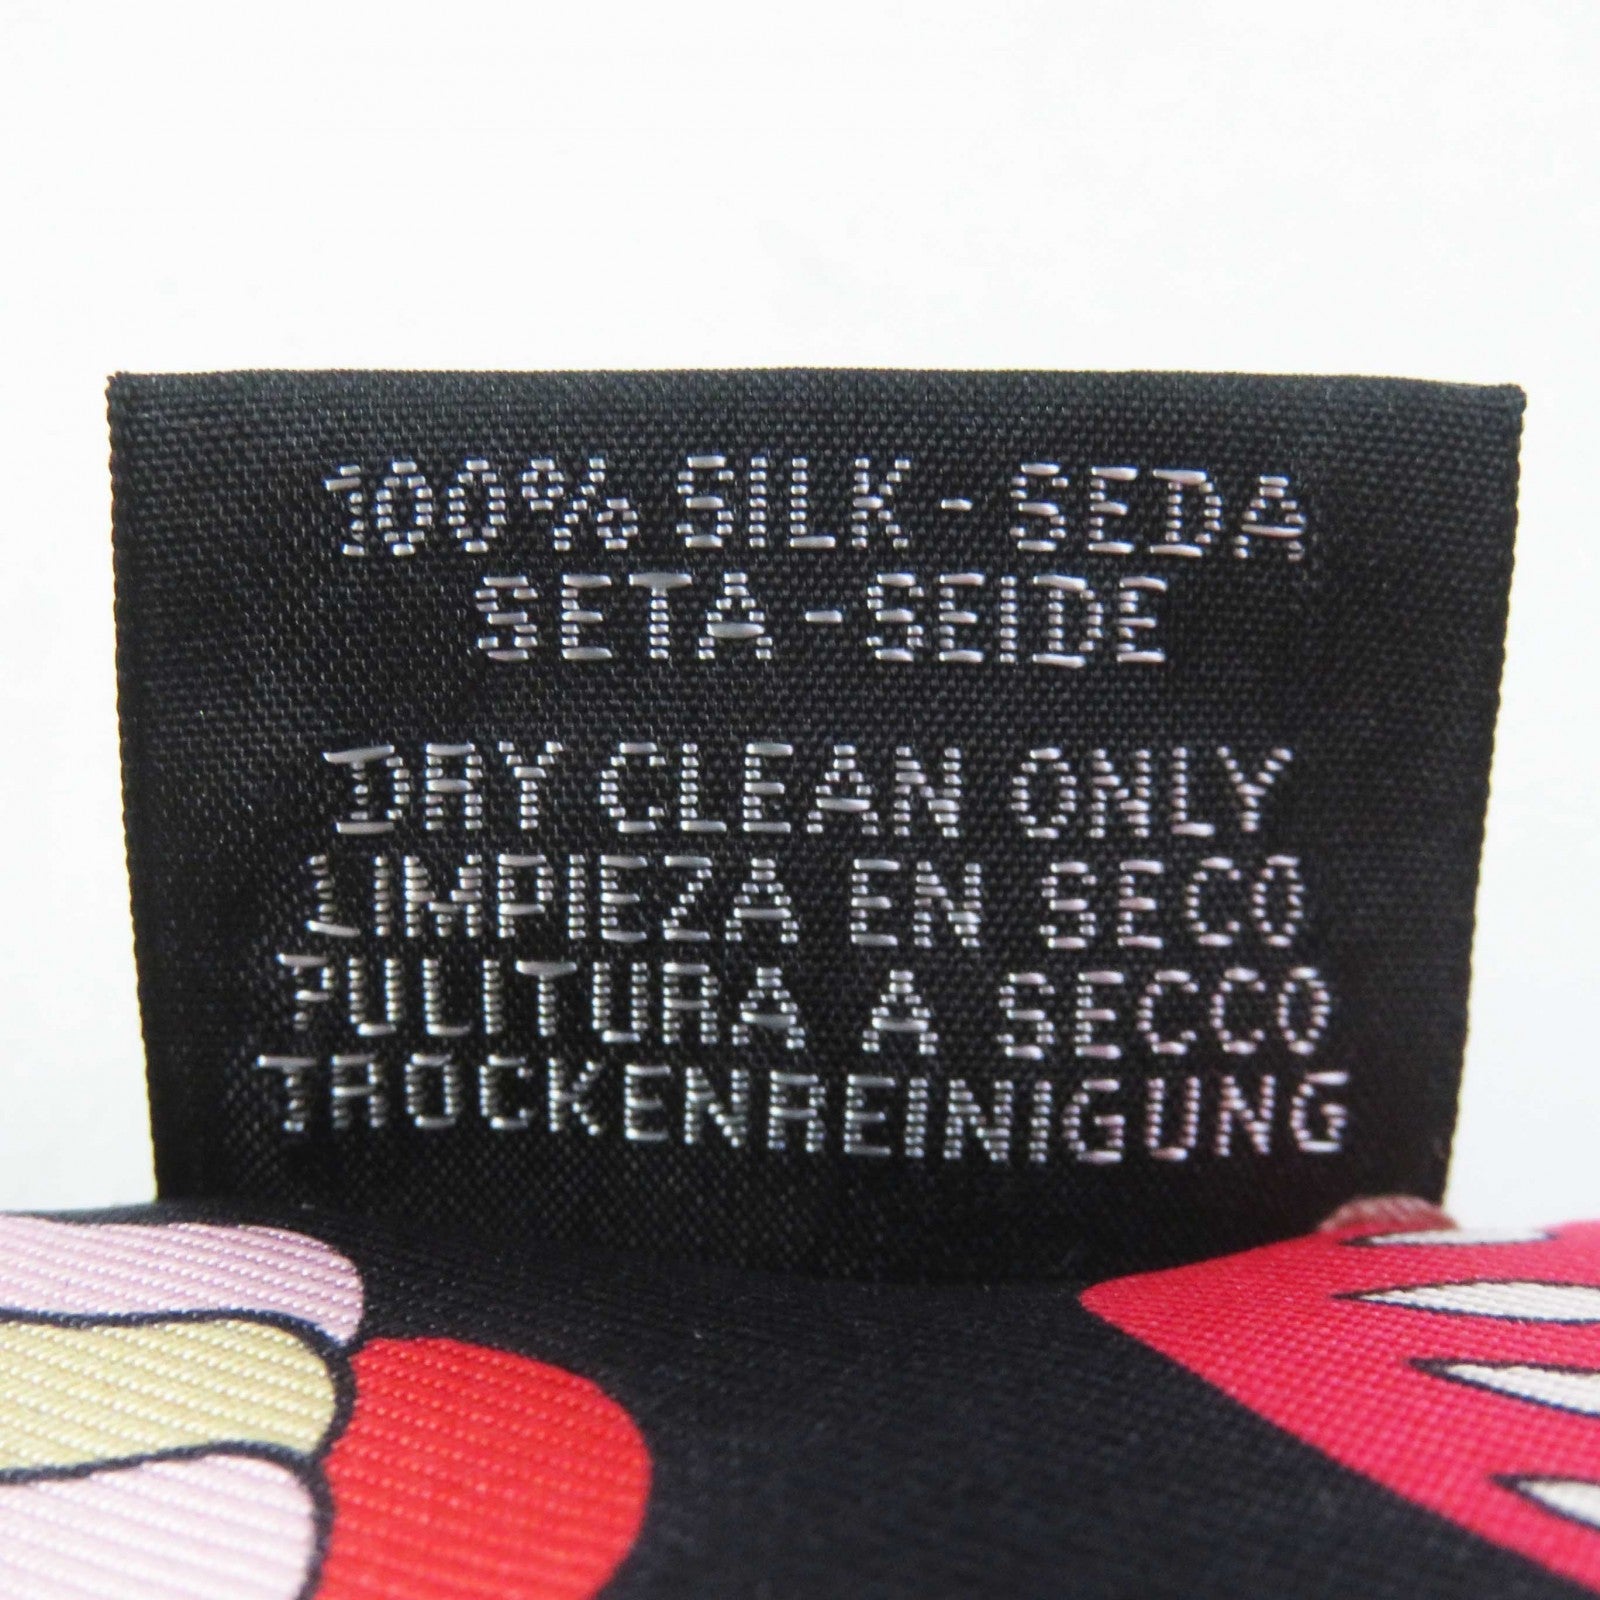 100% SILK - SEDA
SETA - SEIDE
DRY CLEAN ONLY
LIMPIEZA EN SECO
PULITURA A SECCO
TROCKENREINIGUNG